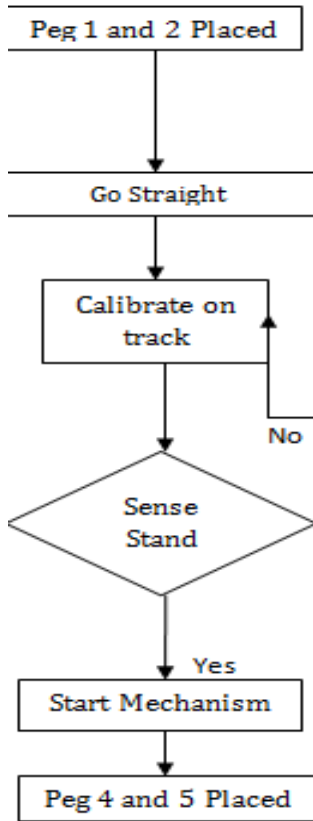 Peg 1 and 2 Placed
Go Straight
Calibrate on
track
No
Sense
Stand
Yes
Start Mechanism
Peg 4 and 5 Placed